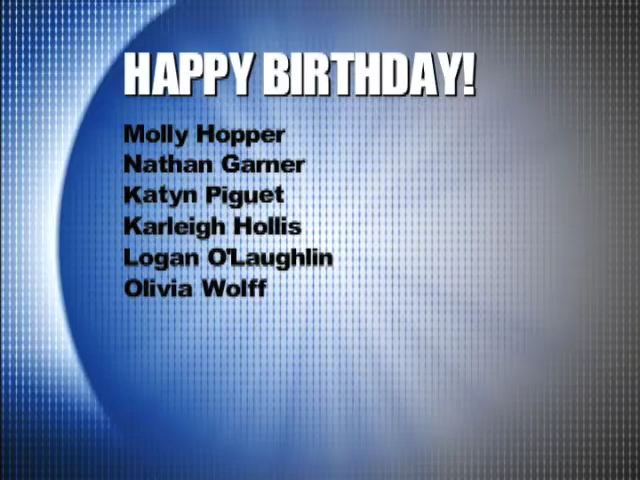 HAPPY BIRTHDAY!
Molly Hopper
Nathan Garner
Katyn Piguet
Karleigh Hollis
Logan O'Laughlin
Olivia Wolff